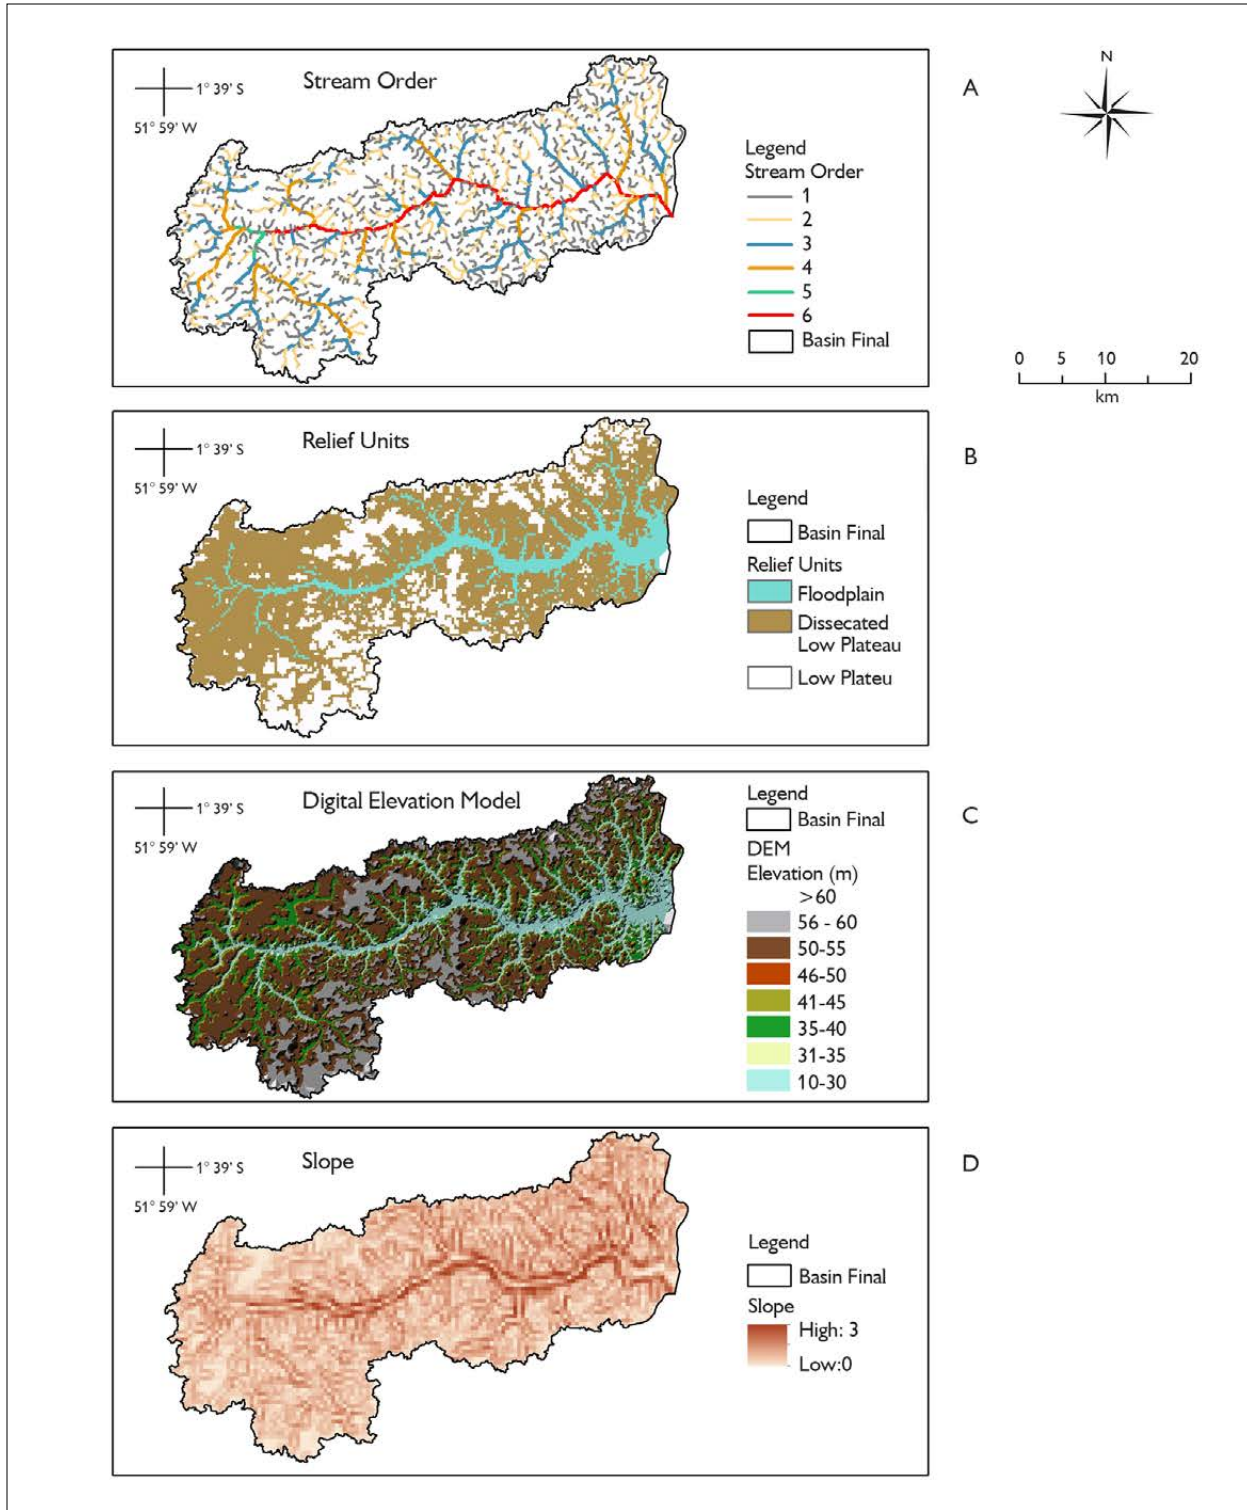 Stream Order
1° 39' S
51° 59' W
Legend
Stream Order
1
2
3
4
5
6
Basin Final
A
N
0 5 10 20
km
Relief Units
1° 39' S
51° 59' W
Legend
Basin Final
Relief Units
Floodplain
Dissecated
Low Plateau
Low Plateu
B
Digital Elevation Model
1° 39' S
51° 59' W
Legend
Basin Final
DEM
Elevation (m)
>60
56 - 60
50-55
46-50
41-45
35-40
31-35
10-30
C
Slope
1° 39' S
51° 59' W
Legend
Basin Final
Slope
High: 3
Low:0
D